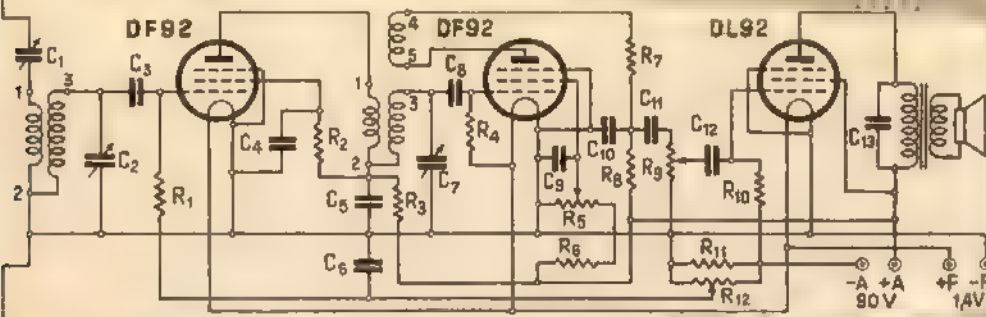 DF92 DF92 DL92
4
5
C₁ C₃ C₈ R₇
1 3 1 3 C₁₁ C₁₂ C₁₃
C₂ C₄ R₂ R₄ C₁₀
2 R₁ 2 C₇ C₉ R₈ R₉ R₁₀
C₅ R₃ R₅
C₆ R₆ R₁₁
R₁₂
-A +A +F -F
90V 1,4V